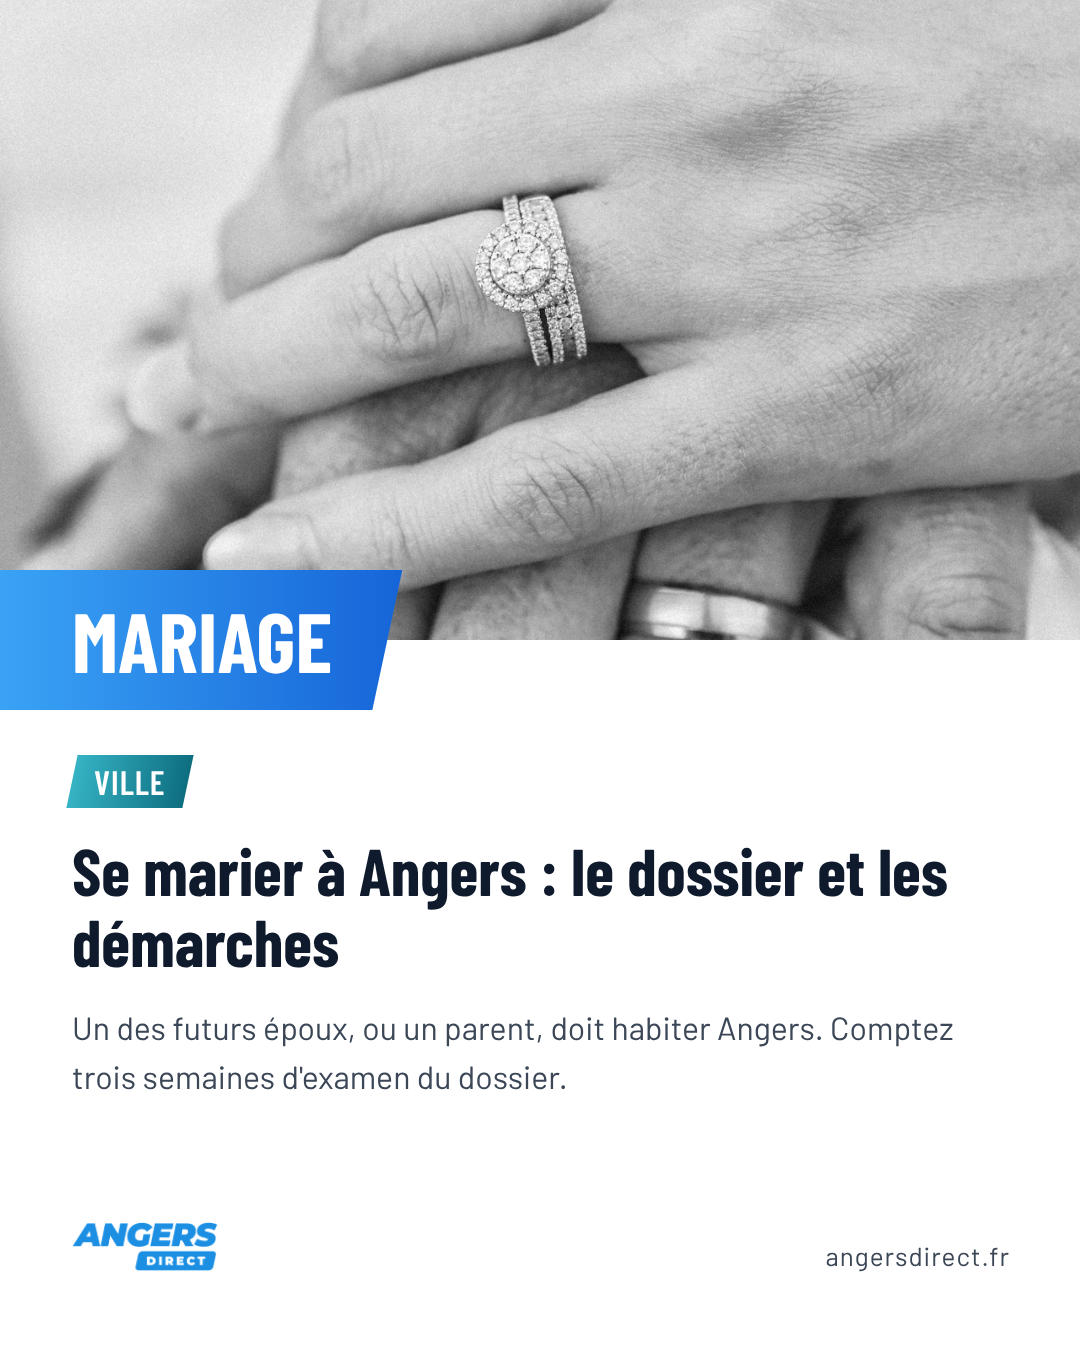 MARIAGE
VILLE
Se marier à Angers : le dossier et les
démarches
Un des futurs époux, ou un parent, doit habiter Angers. Comptez
trois semaines d'examen du dossier.
ANGERS
DIRECT
angersdirect.fr